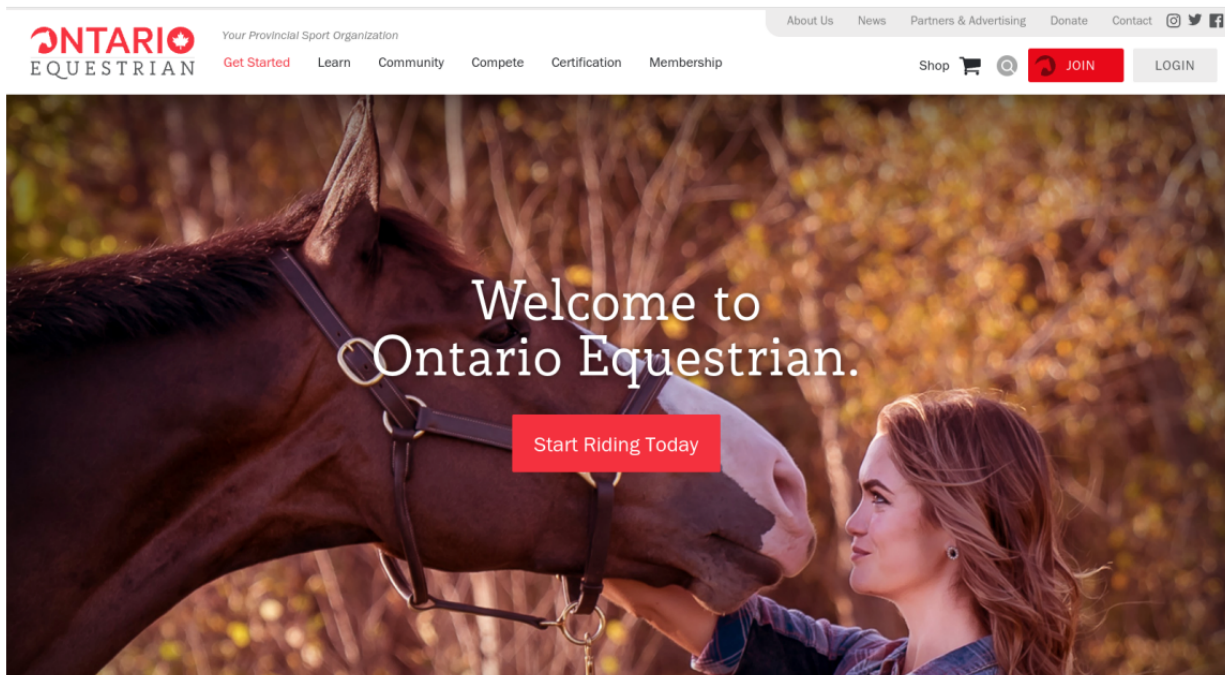 About Us News Partners & Advertising Donate Contact
ONTARIO
EQUESTRIAN
Your Provincial Sport Organization
Get Started Learn Community Compete Certification Membership
Shop JOIN LOGIN
Welcome to
Ontario Equestrian.
Start Riding Today